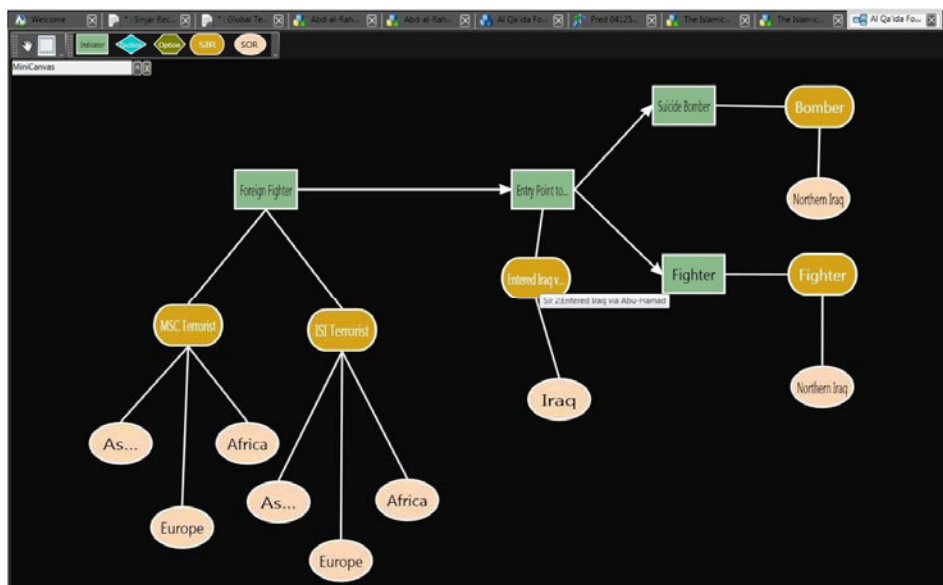 Welcome
* : Sinjar Rec...
* : Global Te...
Abd-al-Rah...
Abd-al-Rah...
Al Qa'ida Fo...
Pred 04125...
The Islamic...
The Islamic...
Al Qa'ida Fo...
Indicator
Option
SIR
SOR
MiniCanvas
Suicide Bomber
Bomber
Foreign Fighter
Entry Point to...
Northern Iraq
Entered Iraq v...
Fighter
Fighter
Sir 2:Entered Iraq via Abu-Hamad
MSC Terrorist
ISI Terrorist
Iraq
Northern Iraq
As...
Africa
As...
Africa
Europe
Europe